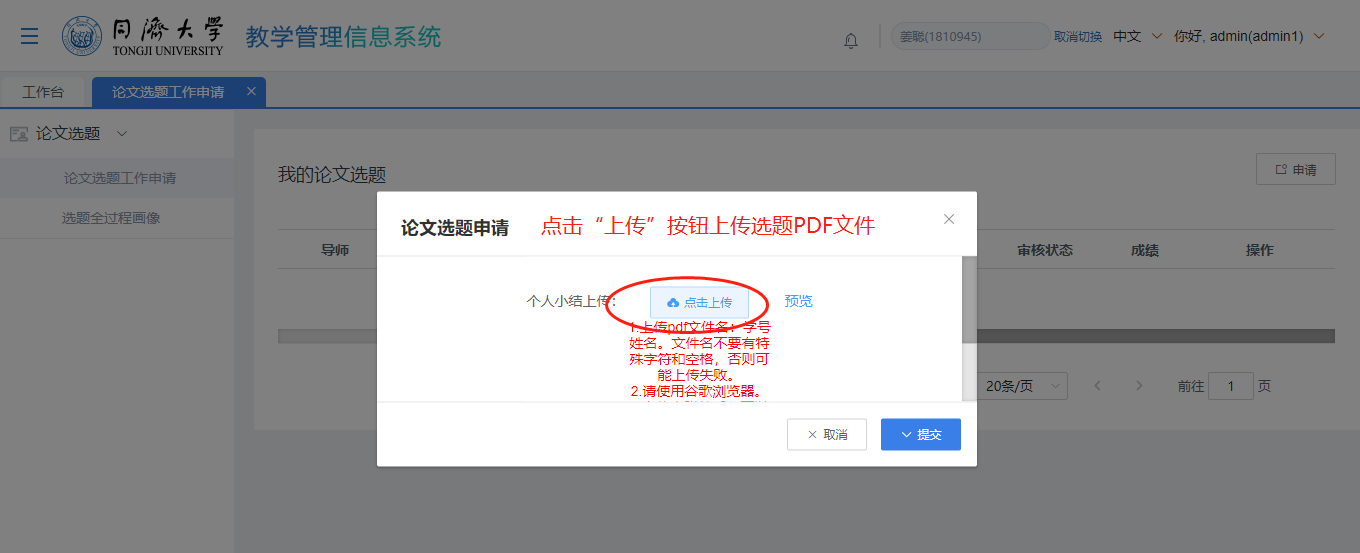 同济大学
TONGJI UNIVERSITY
教学管理信息系统
姜聪(1810945)
取消切换
中文
你好, admin(admin1)
工作台
论文选题工作申请
论文选题
论文选题工作申请
选题全过程画像
我的论文选题
申请
导师
审核状态
成绩
操作
论文选题申请
点击“上传”按钮上传选题PDF文件
个人小结上传：
点击上传
预览
1.上传pdf文件名：学号
姓名。文件名不要有特
殊字符和空格，否则可
能上传失败。
2.请使用谷歌浏览器。
20条/页
前往 1 页
取消
提交